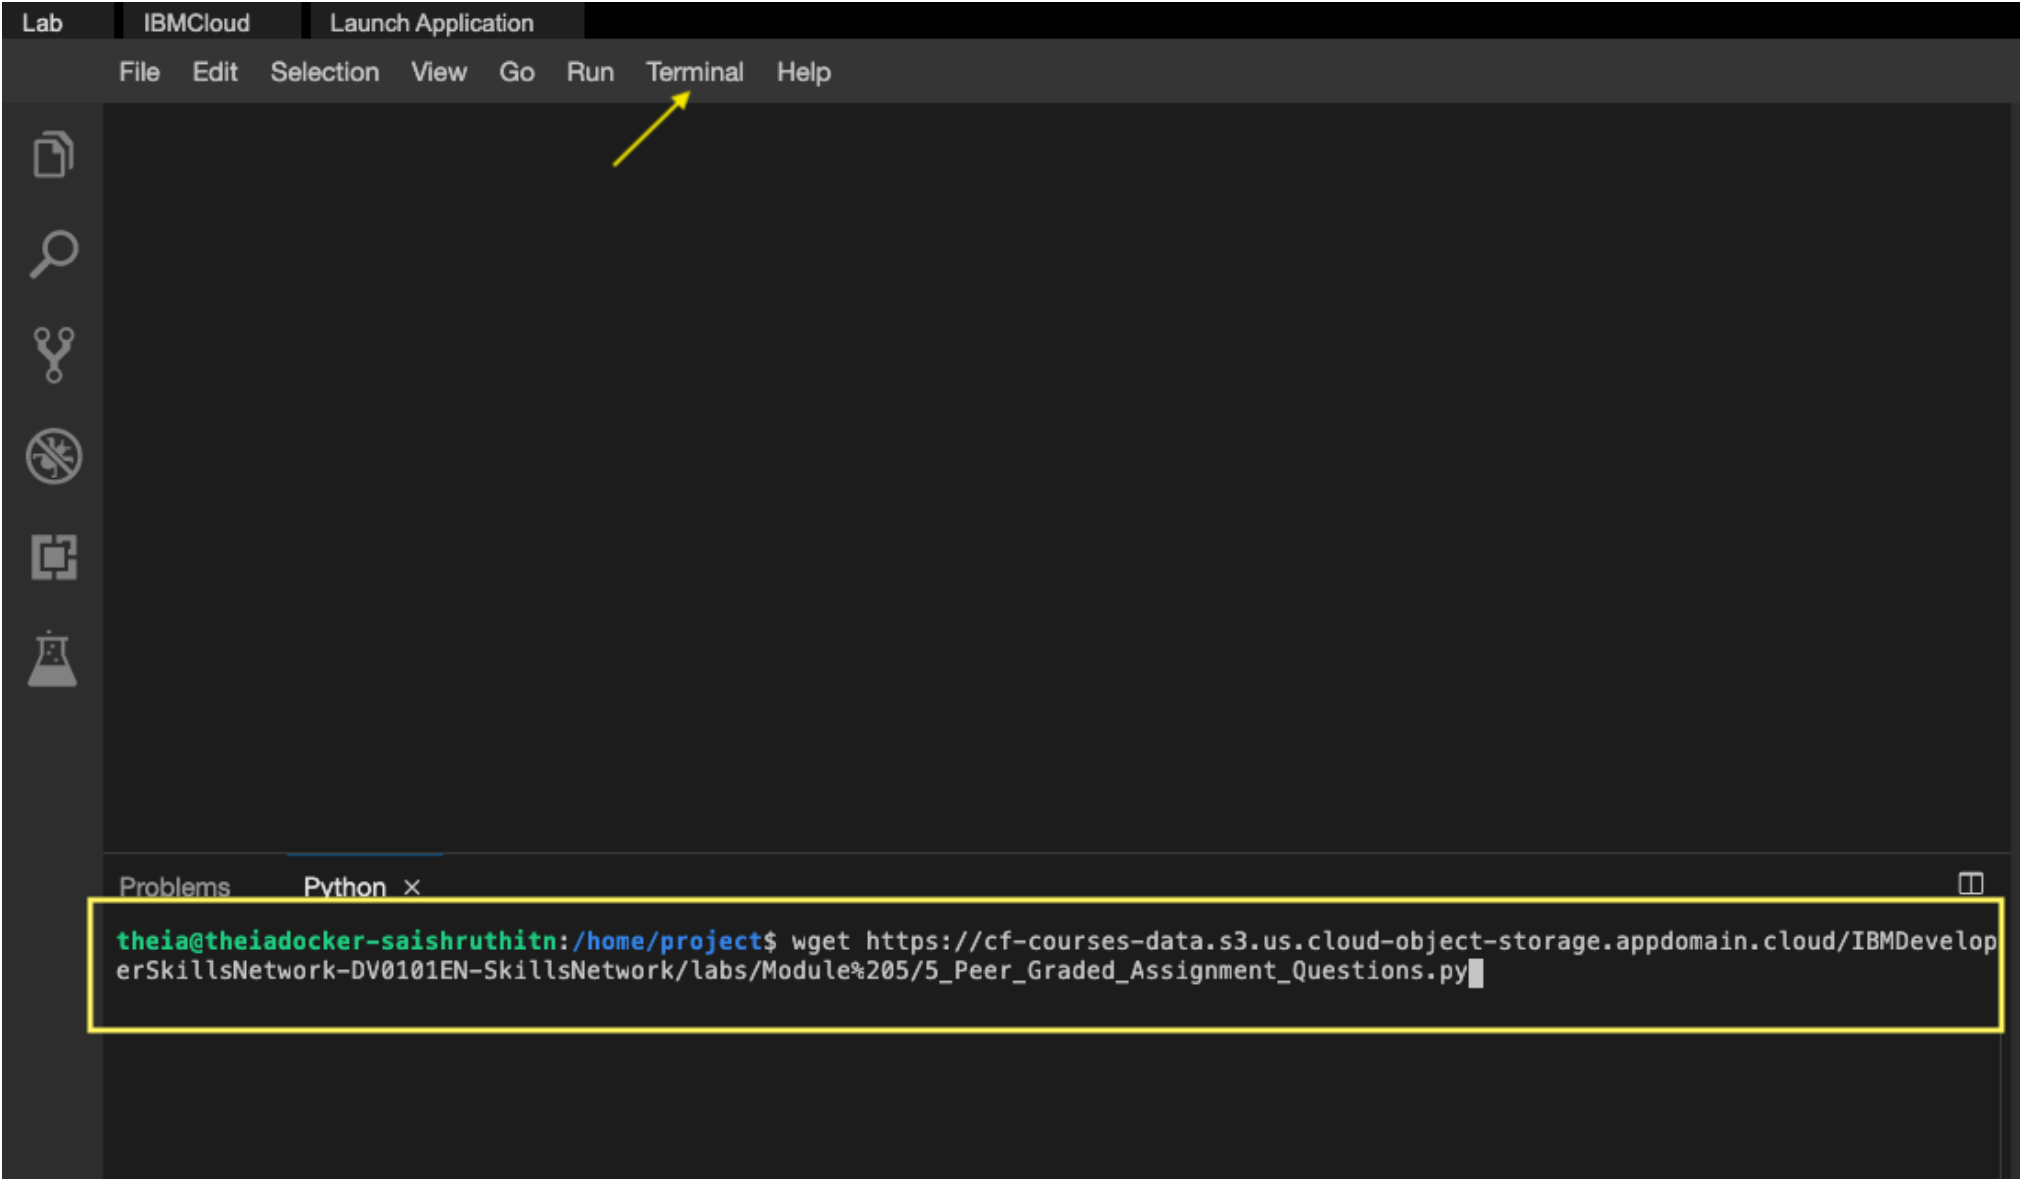 Lab IBMCloud Launch Application
File Edit Selection View Go Run Terminal Help
Problems Python ×
theia@theiadocker-saishruthitn:/home/project$ wget https://cf-courses-data.s3.us.cloud-object-storage.appdomain.cloud/IBMDevelop
erSkillsNetwork-DV0101EN-SkillsNetwork/labs/Module%205/5_Peer_Graded_Assignment_Questions.py